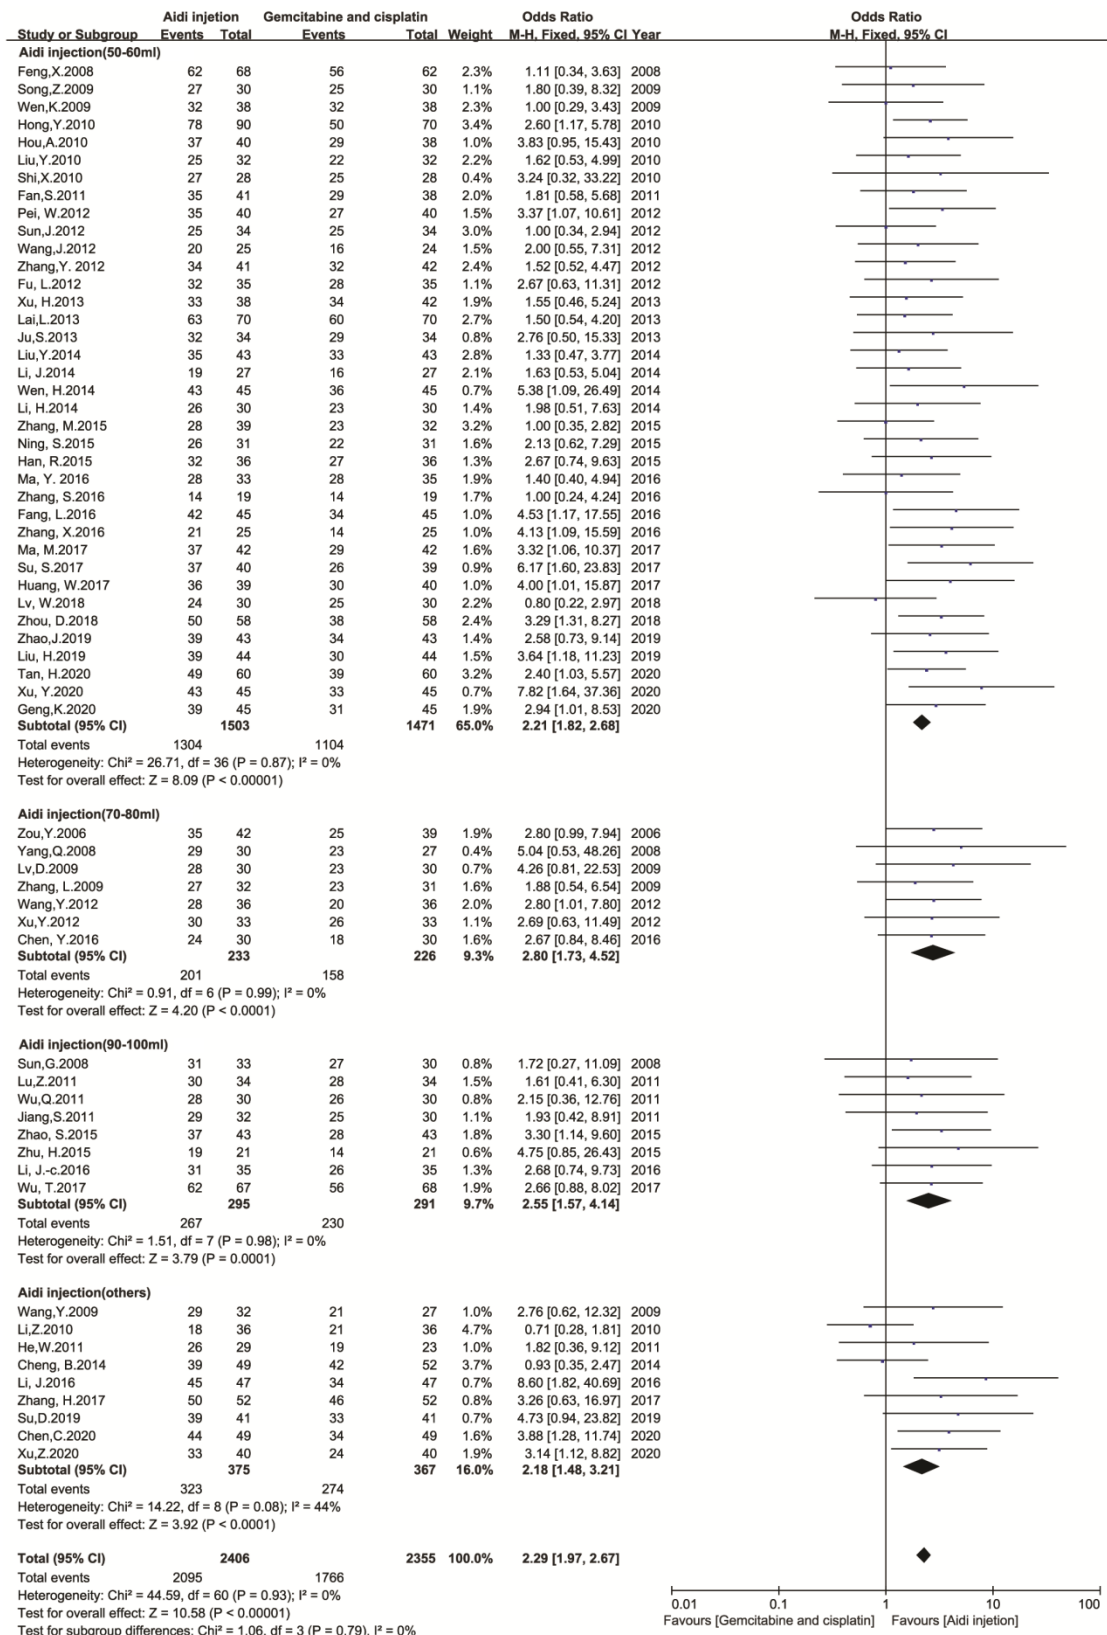 Aidi injetion Gemcitabine and cisplatin Odds Ratio Odds Ratio
Study or Subgroup Events Total Events Total Weight M-H, Fixed, 95% CI Year M-H, Fixed, 95% CI
Aidi injection(50-60ml)
Feng,X.2008 62 68 56 62 2.3% 1.11 [0.34, 3.63] 2008
Song,Z.2009 27 30 25 30 1.1% 1.80 [0.39, 8.32] 2009
Wen,K.2009 32 38 32 38 2.3% 1.00 [0.29, 3.43] 2009
Hong,Y.2010 78 90 50 70 3.4% 2.60 [1.17, 5.78] 2010
Hou,A.2010 37 40 29 38 0.9% 3.83 [0.95, 15.43] 2010
Liu,Y.2010 25 32 22 32 2.2% 1.62 [0.53, 4.99] 2010
Shi,X.2010 27 28 25 28 0.4% 3.24 [0.32, 33.22] 2010
Fan,S.2011 35 41 29 38 2.0% 1.81 [0.58, 5.68] 2011
Pei, W.2012 35 40 27 40 1.5% 3.37 [1.07, 10.61] 2012
Sun,J.2012 25 34 25 34 3.0% 1.00 [0.34, 2.94] 2012
Wang,J.2012 20 25 16 24 1.5% 2.00 [0.55, 7.31] 2012
Zhang,Y. 2012 34 41 32 42 2.4% 1.52 [0.52, 4.47] 2012
Fu, L.2012 32 35 28 35 1.1% 2.67 [0.63, 11.31] 2012
Xu, H.2013 33 38 34 42 1.9% 1.55 [0.46, 5.24] 2013
Lai,L.2013 63 70 60 70 2.7% 1.50 [0.54, 4.20] 2013
Ju,S.2013 32 34 29 34 0.8% 2.76 [0.50, 15.33] 2013
Liu,Y.2014 35 43 33 43 2.8% 1.33 [0.47, 3.77] 2014
Li, J.2014 19 27 16 27 2.1% 1.63 [0.53, 5.04] 2014
Wen, H.2014 43 45 36 45 0.7% 5.38 [1.09, 26.49] 2014
Li, H.2014 26 30 23 30 1.4% 1.98 [0.51, 7.63] 2014
Zhang, M.2015 28 39 23 32 3.2% 1.00 [0.35, 2.82] 2015
Ning, S.2015 26 31 22 31 1.6% 2.13 [0.62, 7.29] 2015
Han, R.2015 32 36 27 36 1.3% 2.67 [0.74, 9.63] 2015
Ma, Y. 2016 28 33 28 35 1.9% 1.40 [0.40, 4.94] 2016
Zhang, S.2016 14 19 14 19 1.7% 1.00 [0.24, 4.24] 2016
Fang, L.2016 42 45 34 45 1.0% 4.53 [1.17, 17.55] 2016
Zhang, X.2016 21 25 14 25 1.0% 4.13 [1.09, 15.59] 2016
Ma, M.2017 37 42 29 42 1.6% 3.32 [1.06, 10.37] 2017
Su, S.2017 37 40 26 39 0.9% 6.17 [1.60, 23.83] 2017
Huang, W.2017 36 39 30 40 1.0% 4.00 [1.01, 15.87] 2017
Lv, W.2018 24 30 25 30 2.2% 0.80 [0.22, 2.97] 2018
Zhou, D.2018 50 58 38 58 2.4% 3.29 [1.31, 8.27] 2018
Zhao,J.2019 39 43 34 43 1.4% 2.58 [0.73, 9.14] 2019
Liu, H.2019 39 44 30 44 1.5% 3.64 [1.18, 11.23] 2019
Tan, H.2020 49 60 39 60 3.2% 2.40 [1.03, 5.57] 2020
Xu, Y.2020 43 45 33 45 0.7% 7.82 [1.64, 37.36] 2020
Geng,K.2020 39 45 31 45 1.9% 2.94 [1.01, 8.53] 2020
Subtotal (95% CI) 1503 1471 65.0% 2.21 [1.82, 2.68]
Total events 1304 1104
Heterogeneity: Chi² = 26.71, df = 36 (P = 0.87); I² = 0%
Test for overall effect: Z = 8.09 (P < 0.00001)
Aidi injection(70-80ml)
Zou,Y.2006 35 42 25 39 1.9% 2.80 [0.99, 7.94] 2006
Yang,Q.2008 29 30 23 27 0.4% 5.04 [0.53, 48.26] 2008
Lv,D.2009 28 30 23 30 0.7% 4.26 [0.81, 22.53] 2009
Zhang, L.2009 27 32 23 31 1.6% 1.88 [0.54, 6.54] 2009
Wang,Y.2012 28 36 20 36 2.0% 2.80 [1.01, 7.80] 2012
Xu,Y.2012 30 33 26 33 1.1% 2.69 [0.63, 11.49] 2012
Chen, Y.2016 24 30 18 30 1.6% 2.67 [0.84, 8.46] 2016
Subtotal (95% CI) 233 226 9.3% 2.80 [1.73, 4.52]
Total events 201 158
Heterogeneity: Chi² = 0.91, df = 6 (P = 0.99); I² = 0%
Test for overall effect: Z = 4.20 (P < 0.0001)
Aidi injection(90-100ml)
Sun,G.2008 31 33 27 30 0.8% 1.72 [0.27, 11.09] 2008
Lu,Z.2011 30 34 28 34 1.5% 1.61 [0.41, 6.30] 2011
Wu,Q.2011 28 30 26 30 0.8% 2.15 [0.36, 12.76] 2011
Jiang,S.2011 29 32 25 30 1.1% 1.93 [0.42, 8.91] 2011
Zhao, S.2015 37 43 28 43 1.8% 3.30 [1.14, 9.60] 2015
Zhu, H.2015 19 21 14 21 0.6% 4.75 [0.85, 26.43] 2015
Li, J.-c.2016 31 35 26 35 1.3% 2.68 [0.74, 9.73] 2016
Wu, T.2017 62 67 56 68 1.9% 2.66 [0.88, 8.02] 2017
Subtotal (95% CI) 295 291 9.7% 2.55 [1.57, 4.14]
Total events 267 230
Heterogeneity: Chi² = 1.51, df = 7 (P = 0.98); I² = 0%
Test for overall effect: Z = 3.79 (P = 0.0001)
Aidi injection(others)
Wang,Y.2009 29 32 21 27 1.0% 2.76 [0.62, 12.32] 2009
Li,Z.2010 18 36 21 36 4.7% 0.71 [0.28, 1.81] 2010
He,W.2011 26 29 19 23 1.0% 1.82 [0.36, 9.12] 2011
Cheng, B.2014 39 49 42 52 3.7% 0.93 [0.35, 2.47] 2014
Li, J.2016 45 47 34 47 0.7% 8.60 [1.82, 40.69] 2016
Zhang, H.2017 50 52 46 52 0.8% 3.26 [0.63, 16.97] 2017
Su,D.2019 39 41 33 41 0.7% 4.73 [0.94, 23.82] 2019
Chen,C.2020 44 49 34 49 1.6% 3.88 [1.28, 11.74] 2020
Xu,Z.2020 33 40 24 40 1.9% 3.14 [1.12, 8.82] 2020
Subtotal (95% CI) 375 367 16.0% 2.18 [1.48, 3.21]
Total events 323 274
Heterogeneity: Chi² = 14.22, df = 8 (P = 0.08); I² = 44%
Test for overall effect: Z = 3.92 (P < 0.0001)
Total (95% CI) 2406 2355 100.0% 2.29 [1.97, 2.67]
Total events 2095 1766
Heterogeneity: Chi² = 44.59, df = 60 (P = 0.93); I² = 0%
Test for overall effect: Z = 10.58 (P < 0.00001)
Test for subgroup differences: Chi² = 1.06, df = 3 (P = 0.79), I² = 0%
0.01 0.1 1 10 100
Favours [Gemcitabine and cisplatin] Favours [Aidi injetion]